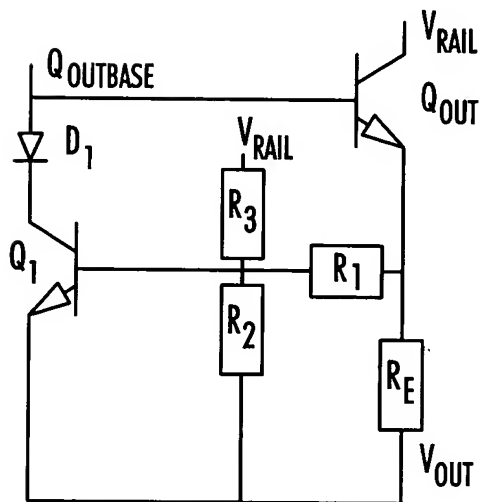 V_RAIL
Q_OUTBASE
Q_OUT
D_1
V_RAIL
R_3
Q_1
R_1
R_2
R_E
V_OUT